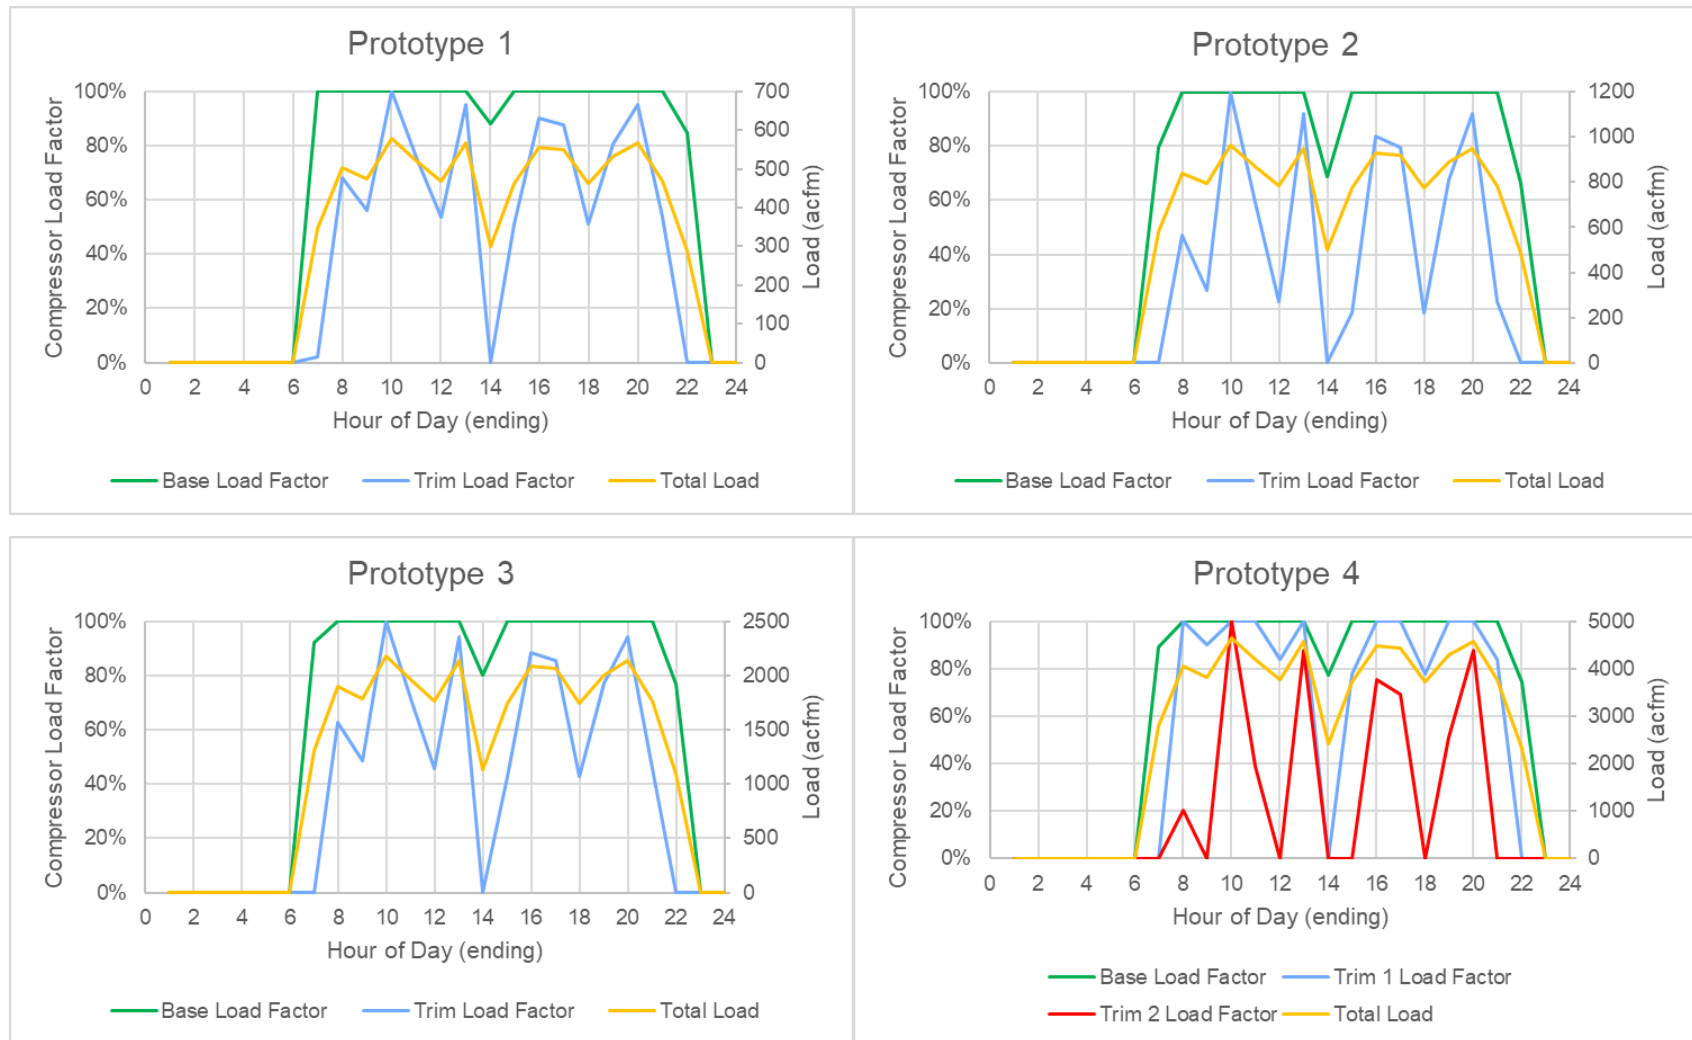 Prototype 1
Compressor Load Factor
100%
80%
60%
40%
20%
0%
700
600
500
400
300
200
100
0
Load (acfm)
0 2 4 6 8 10 12 14 16 18 20 22 24
Hour of Day (ending)
Base Load Factor Trim Load Factor Total Load
Prototype 2
Compressor Load Factor
100%
80%
60%
40%
20%
0%
1200
1000
800
600
400
200
0
Load (acfm)
0 2 4 6 8 10 12 14 16 18 20 22 24
Hour of Day (ending)
Base Load Factor Trim Load Factor Total Load
Prototype 3
Compressor Load Factor
100%
80%
60%
40%
20%
0%
2500
2000
1500
1000
500
0
Load (acfm)
0 2 4 6 8 10 12 14 16 18 20 22 24
Hour of Day (ending)
Base Load Factor Trim Load Factor Total Load
Prototype 4
Compressor Load Factor
100%
80%
60%
40%
20%
0%
5000
4000
3000
2000
1000
0
Load (acfm)
0 2 4 6 8 10 12 14 16 18 20 22 24
Hour of Day (ending)
Base Load Factor Trim 1 Load Factor
Trim 2 Load Factor Total Load